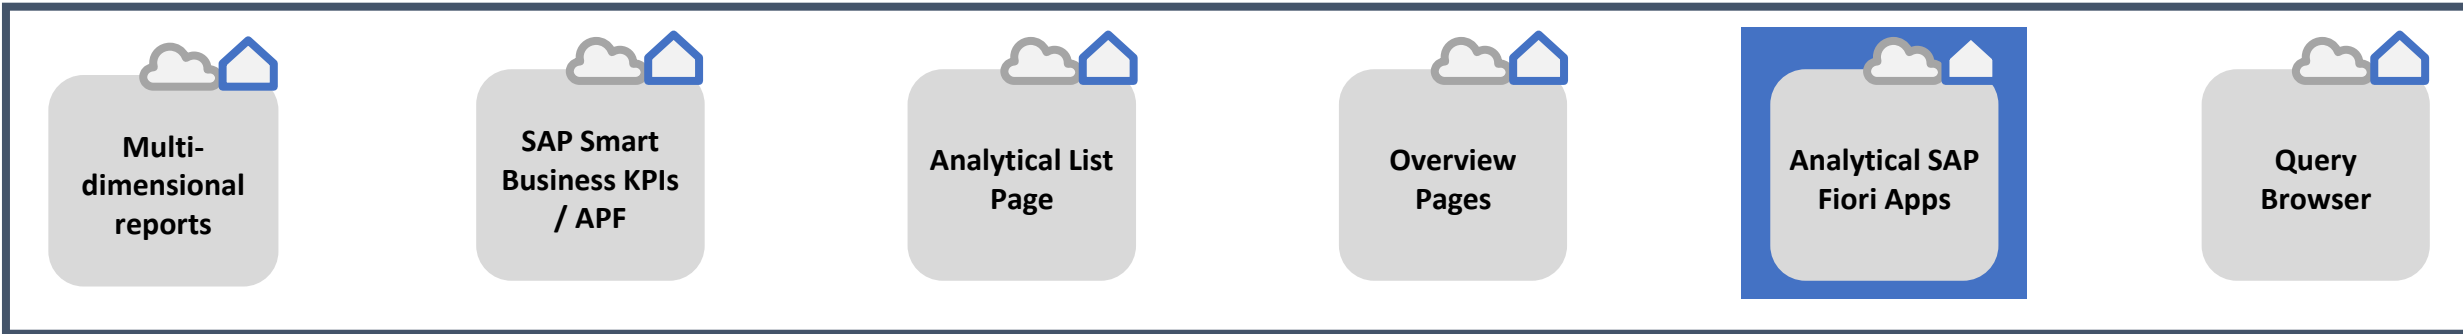 Multi-
dimensional
reports
SAP Smart
Business KPIs
/ APF
Analytical List
Page
Overview
Pages
Analytical SAP
Fiori Apps
Query
Browser